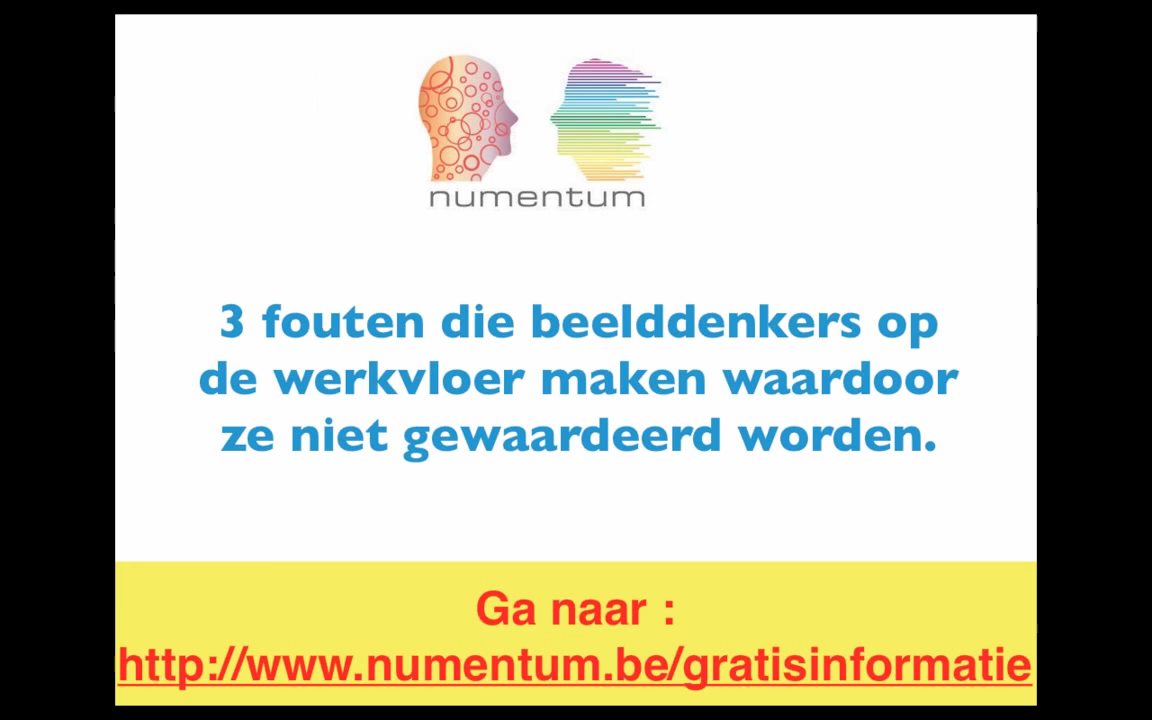 numentum
3 fouten die beelddenkers op
de werkvloer maken waardoor
ze niet gewaardeerd worden.
Ga naar :
http://www.numentum.be/gratisinformatie